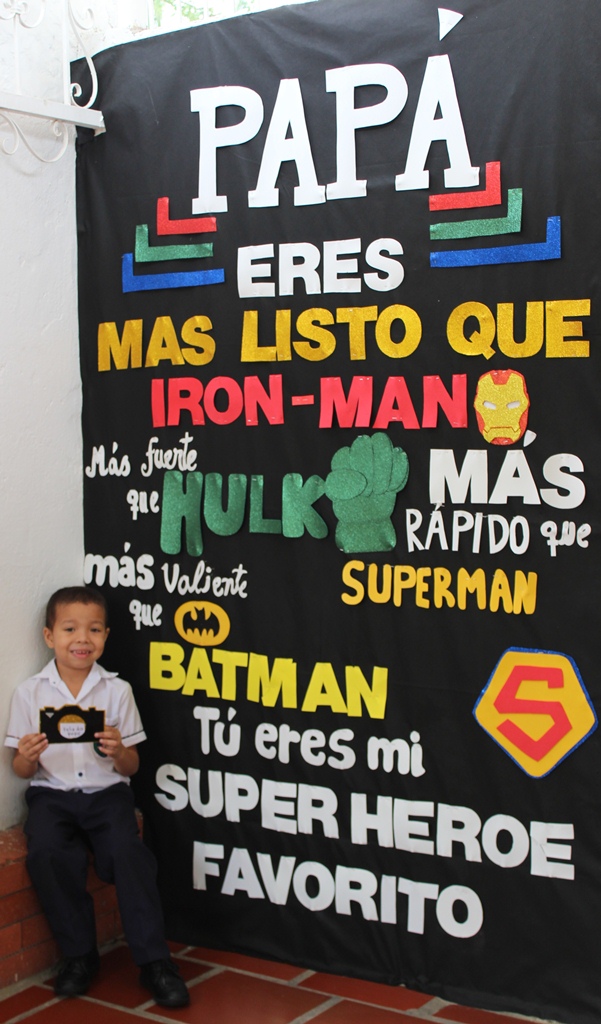 PAPÁ
ERES
MAS LISTO QUE
IRON-MAN
Más fuerte
que HULK
MÁS
RÁPIDO que
SUPERMAN
S
más Valiente
que BATMAN
Tú eres mi
SUPER HEROE
FAVORITO